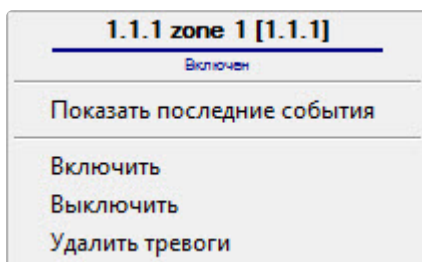 1.1.1 zone 1 [1.1.1]
Включен
Показать последние события
Включить
Выключить
Удалить тревоги